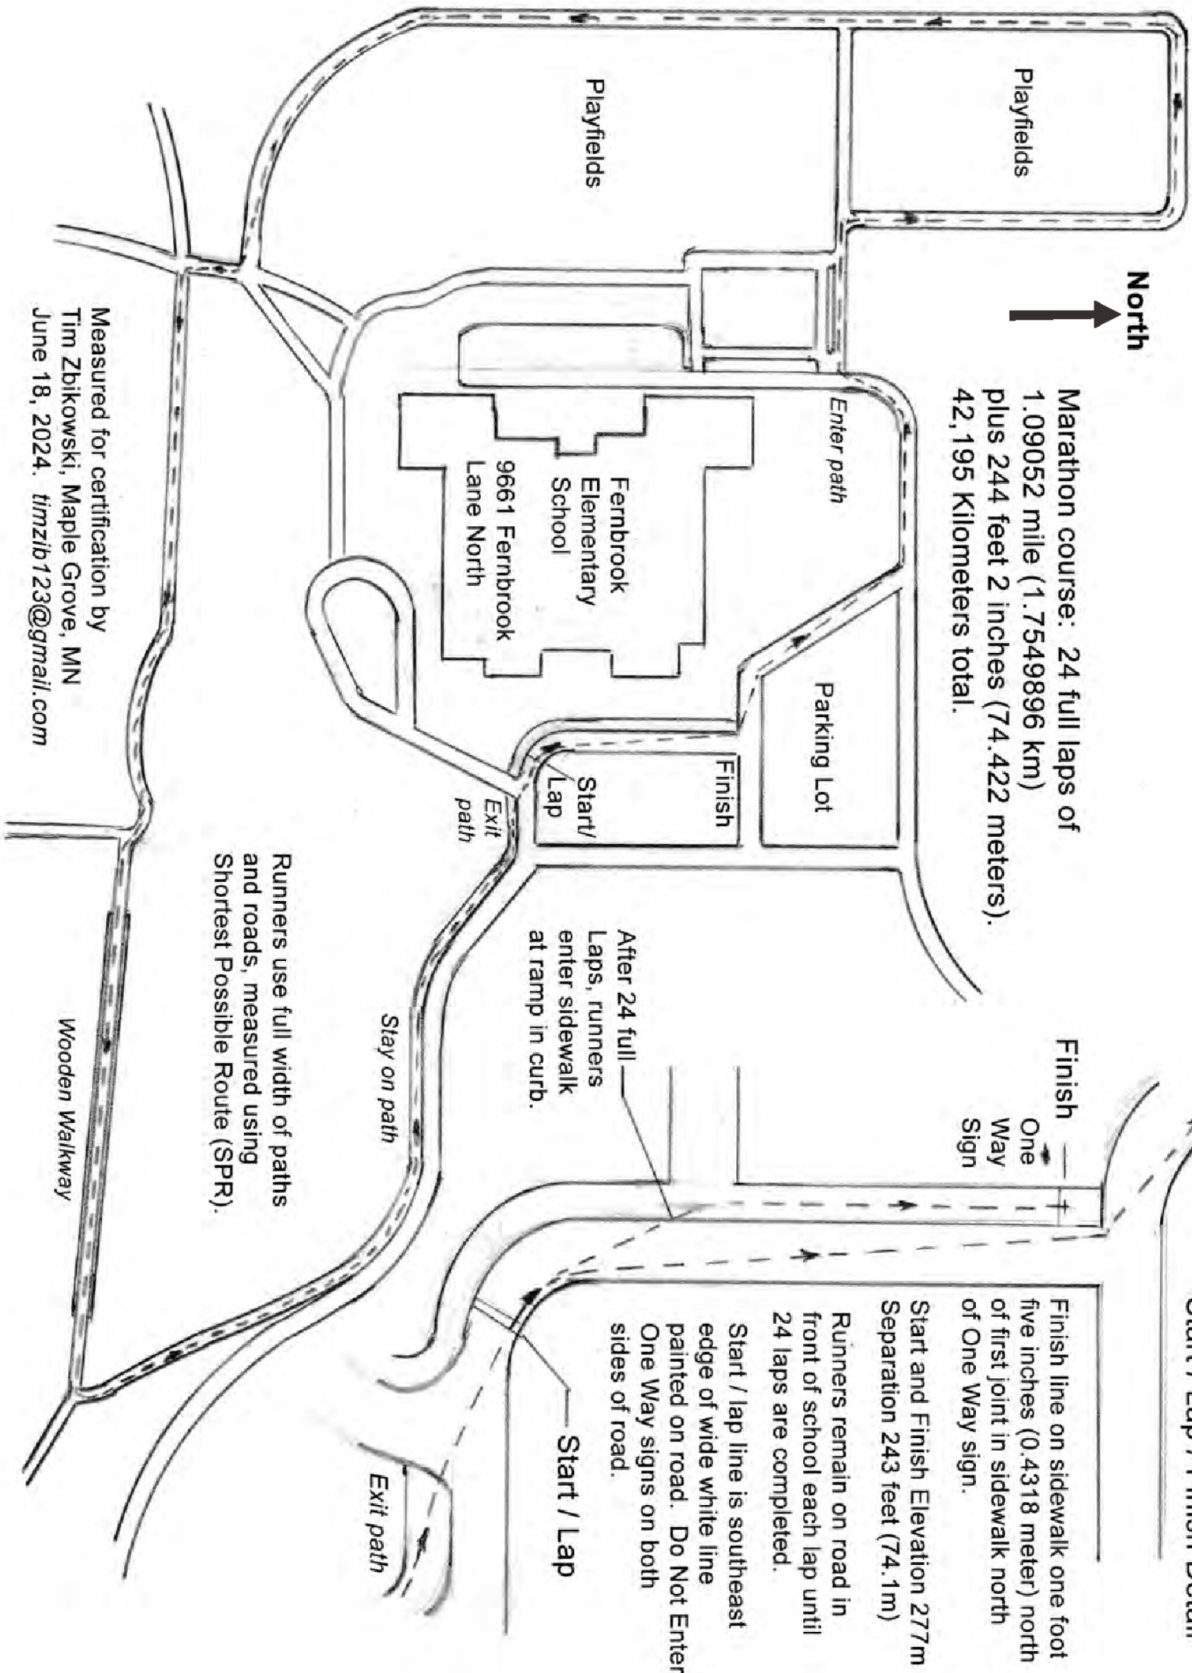 Start / Lap / Finish Detail
North
Marathon course: 24 full laps of
1.09052 mile (1.7549896 km)
plus 244 feet 2 inches (74.422 meters).
42,195 Kilometers total.
Playfields
Playfields
Enter path
Parking Lot
Finish
Start/
Lap
Exit
path
Fernbrook
Elementary
School
9661 Fernbrook
Lane North
Stay on path
Wooden Walkway
Runners use full width of paths
and roads, measured using
Shortest Possible Route (SPR).
Measured for certification by
Tim Zbikowski, Maple Grove, MN
June 18, 2024. timzib123@gmail.com
Finish
One
Way
Sign
After 24 full
Laps, runners
enter sidewalk
at ramp in curb.
Finish line on sidewalk one foot
five inches (0.4318 meter) north
of first joint in sidewalk north
of One Way sign.
Start and Finish Elevation 277m
Separation 243 feet (74.1m)
Runners remain on road in
front of school each lap until
24 laps are completed.
Start / lap line is southeast
edge of wide white line
painted on road. Do Not Enter
One Way signs on both
sides of road.
Start / Lap
Exit path